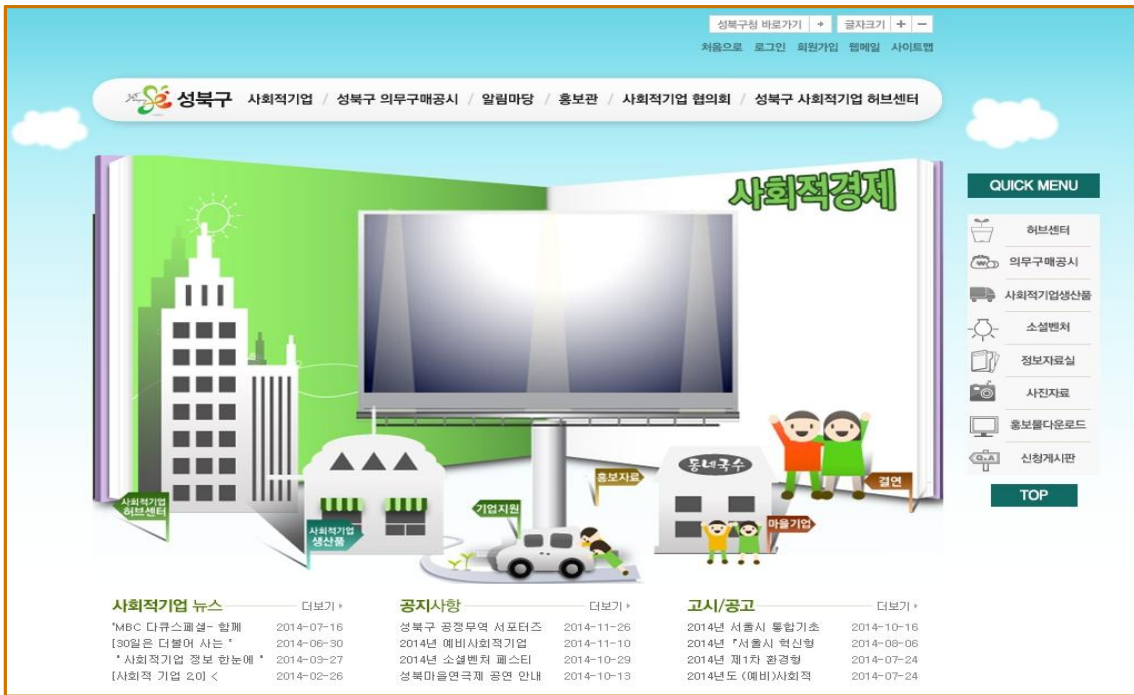 성북구청 바로가기 글자크기 + −
처음으로 로그인 회원가입 웹메일 사이트맵
성북구 사회적기업 / 성북구 의무구매공시 / 알림마당 / 홍보관 / 사회적기업 협의회 / 성북구 사회적기업 허브센터
사회적경제
QUICK MENU
허브센터
의무구매공시
사회적기업생산품
소셜벤처
정보자료실
사진자료
홍보물다운로드
Q&A 신청게시판
TOP
동네국수
홍보자료
결연
사회적기업
허브센터
기업지원
사회적기업
생산품
마을기업
사회적기업 뉴스 더보기
"MBC 다큐스페셜- 함께 2014-07-16
[30일은 더불어 사는 " 2014-06-30
" 사회적기업 정보 한눈에 " 2014-03-27
[사회적 기업 2.0] < 2014-02-26
공지사항 더보기
성북구 공정무역 서포터즈 2014-11-26
2014년 예비사회적기업 2014-11-10
2014년 소셜벤처 페스티 2014-10-29
성북마을연극제 공연 안내 2014-10-13
고시/공고 더보기
2014년 서울시 통합기초 2014-10-16
2014년 『서울시 혁신형 2014-08-06
2014년 제1차 환경형 2014-07-24
2014년도 (예비)사회적 2014-07-24